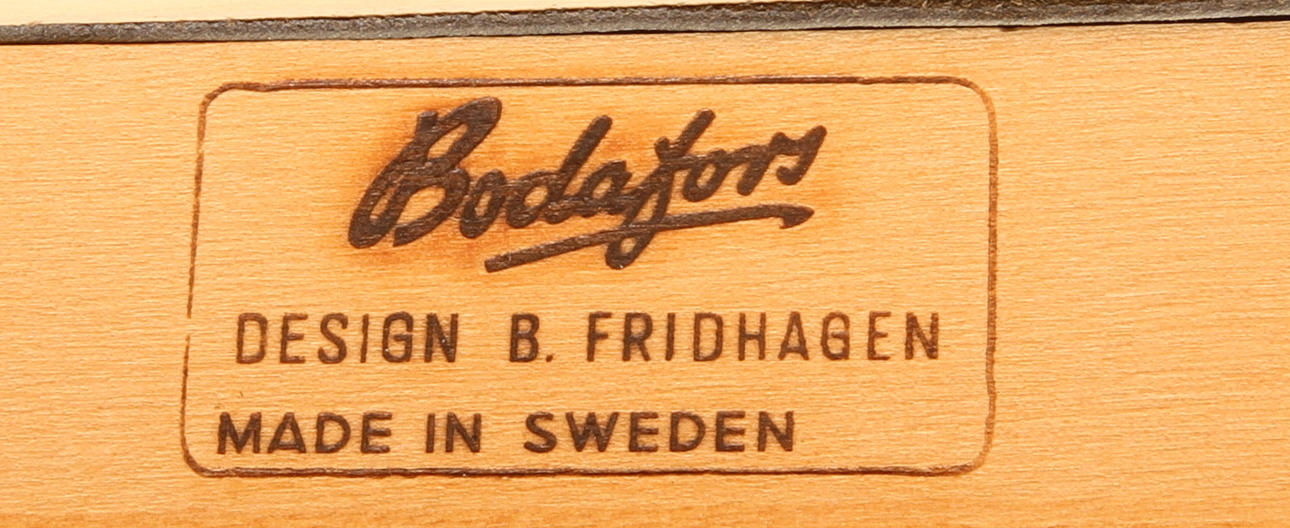 Bodafors
DESIGN B. FRIDHAGEN
MADE IN SWEDEN